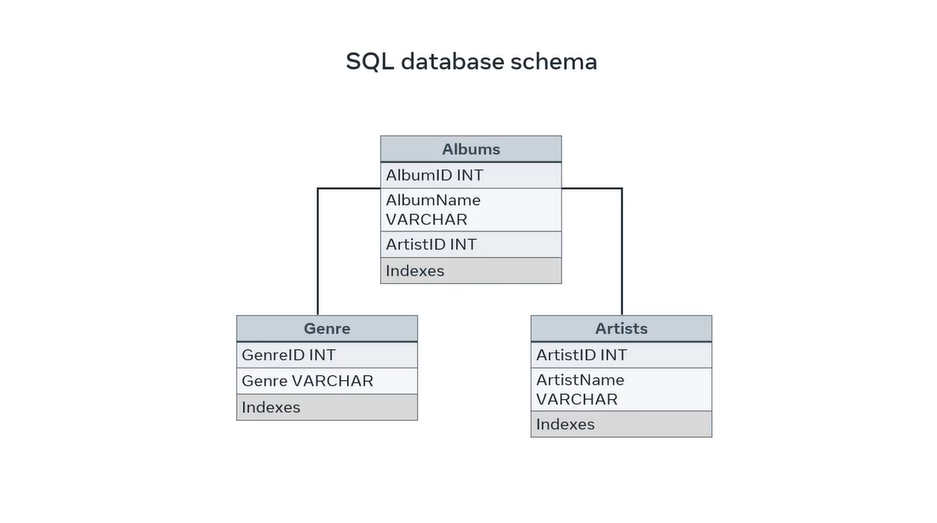 SQL database schema
Albums
AlbumID INT
AlbumName
VARCHAR
ArtistID INT
Indexes
Genre
GenreID INT
Genre VARCHAR
Indexes
Artists
ArtistID INT
ArtistName
VARCHAR
Indexes